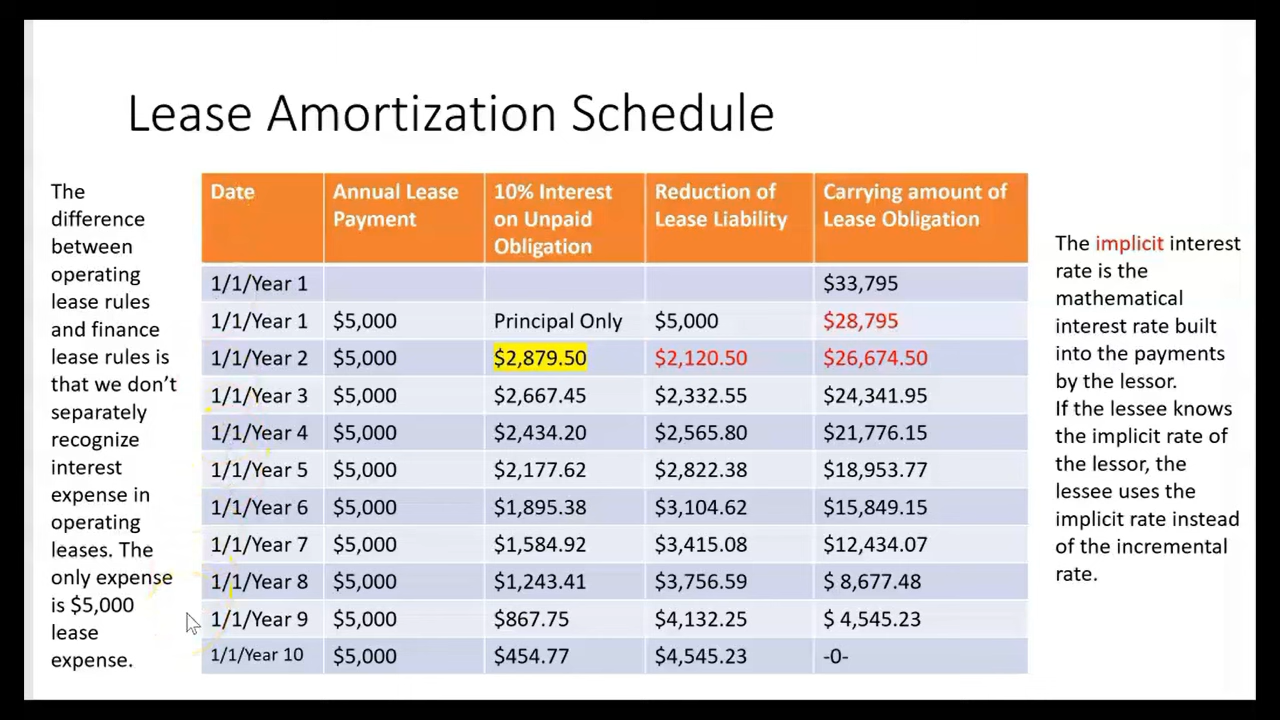 Lease Amortization Schedule
The
difference
between
operating
lease rules
and finance
lease rules is
that we don't
separately
recognize
interest
expense in
operating
leases. The
only expense
is $5,000
lease
expense.
Date Annual Lease Payment 10% Interest on Unpaid Obligation Reduction of Lease Liability Carrying amount of Lease Obligation
1/1/Year 1 $33,795
1/1/Year 1 $5,000 Principal Only $5,000 $28,795
1/1/Year 2 $5,000 $2,879.50 $2,120.50 $26,674.50
1/1/Year 3 $5,000 $2,667.45 $2,332.55 $24,341.95
1/1/Year 4 $5,000 $2,434.20 $2,565.80 $21,776.15
1/1/Year 5 $5,000 $2,177.62 $2,822.38 $18,953.77
1/1/Year 6 $5,000 $1,895.38 $3,104.62 $15,849.15
1/1/Year 7 $5,000 $1,584.92 $3,415.08 $12,434.07
1/1/Year 8 $5,000 $1,243.41 $3,756.59 $ 8,677.48
1/1/Year 9 $5,000 $867.75 $4,132.25 $ 4,545.23
1/1/Year 10 $5,000 $454.77 $4,545.23 -0-
The implicit interest
rate is the
mathematical
interest rate built
into the payments
by the lessor.
If the lessee knows
the implicit rate of
the lessor, the
lessee uses the
implicit rate instead
of the incremental
rate.